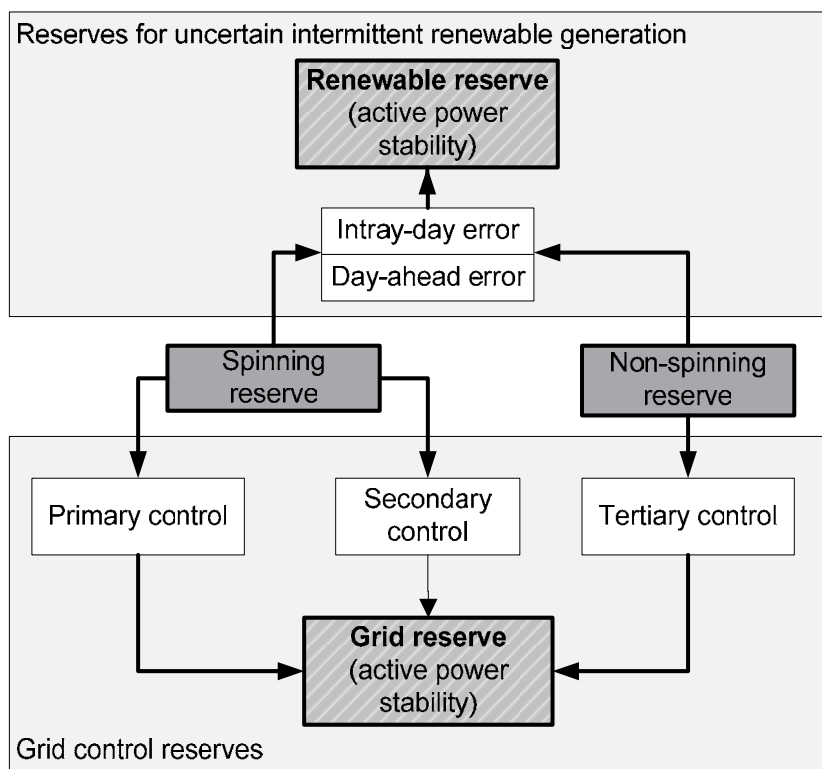 Reserves for uncertain intermittent renewable generation
Renewable reserve
(active power
stability)
Intray-day error
Day-ahead error
Spinning
reserve
Non-spinning
reserve
Primary control
Secondary
control
Tertiary control
Grid reserve
(active power
stability)
Grid control reserves